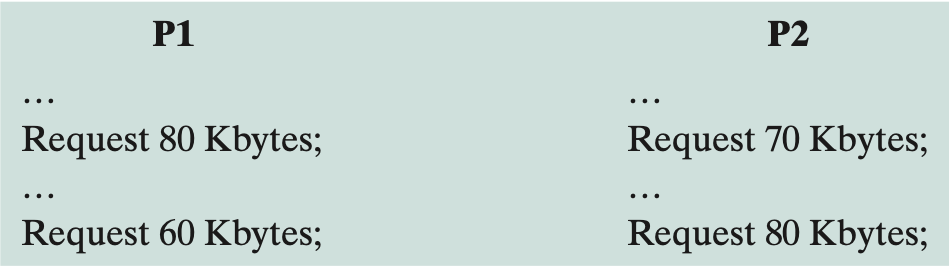 P1 P2
... ...
Request 80 Kbytes; Request 70 Kbytes;
... ...
Request 60 Kbytes; Request 80 Kbytes;